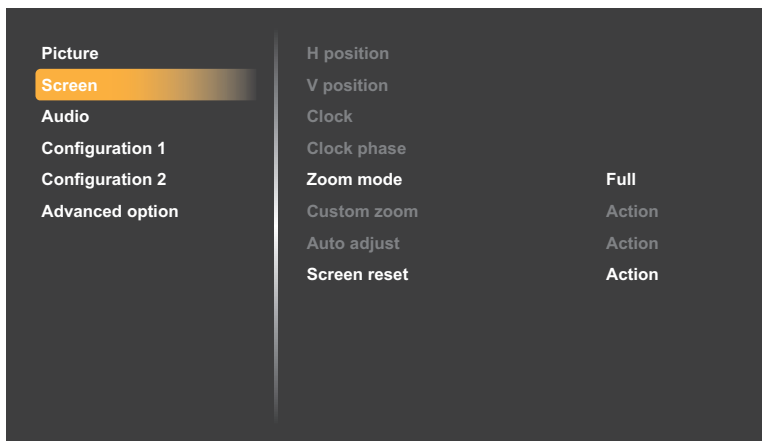 Picture
Screen
Audio
Configuration 1
Configuration 2
Advanced option
H position
V position
Clock
Clock phase
Zoom mode Full
Custom zoom Action
Auto adjust Action
Screen reset Action